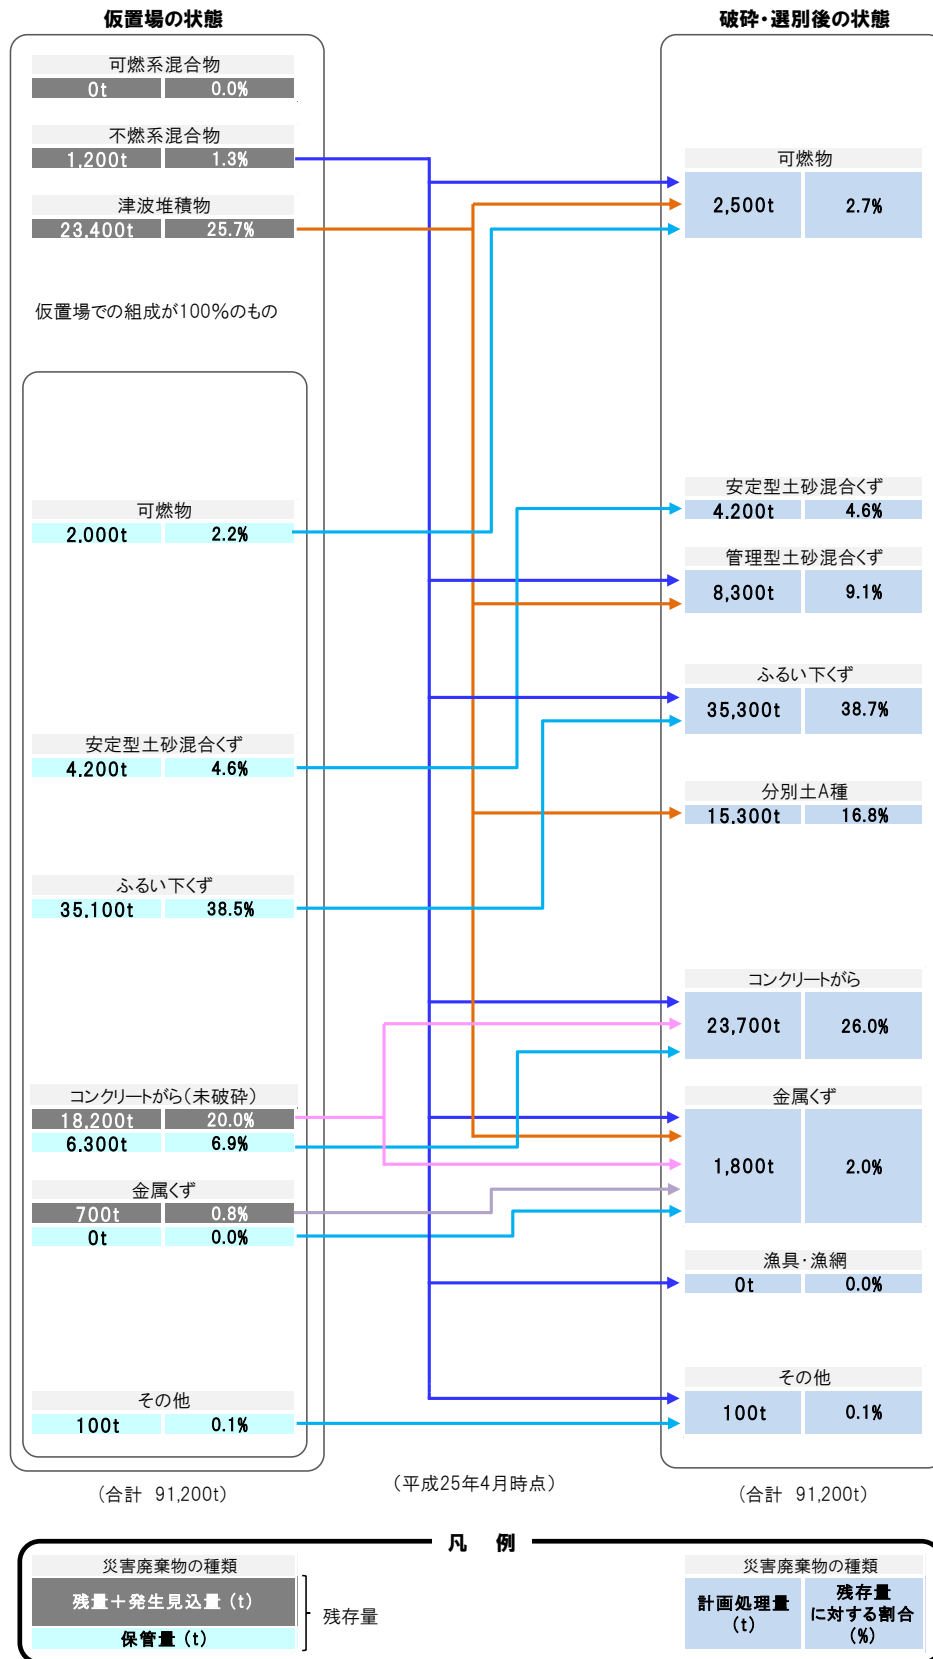 仮置場の状態
可燃系混合物
0t 0.0%
不燃系混合物
1,200t 1.3%
津波堆積物
23,400t 25.7%
仮置場での組成が100%のもの
可燃物
2,000t 2.2%
安定型土砂混合くず
4,200t 4.6%
ふるい下くず
35,100t 38.5%
コンクリートがら(未破砕)
18,200t 20.0%
6,300t 6.9%
金属くず
700t 0.8%
0t 0.0%
その他
100t 0.1%
(合計 91,200t)
(平成25年4月時点)
破砕・選別後の状態
可燃物
2,500t 2.7%
安定型土砂混合くず
4,200t 4.6%
管理型土砂混合くず
8,300t 9.1%
ふるい下くず
35,300t 38.7%
分別土A種
15,300t 16.8%
コンクリートがら
23,700t 26.0%
金属くず
1,800t 2.0%
漁具・漁網
0t 0.0%
その他
100t 0.1%
(合計 91,200t)
凡 例
災害廃棄物の種類
残量+発生見込量 (t)
保管量 (t)
残存量
災害廃棄物の種類
計画処理量
(t)
残存量
に対する割合
(%)